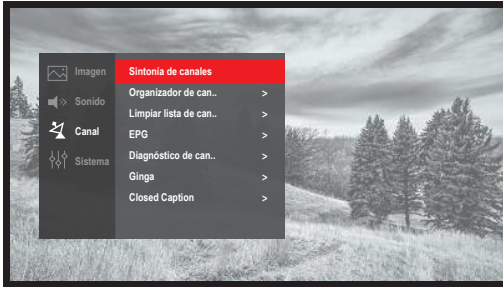 Imagen
Sonido
Canal
Sistema
Sintonía de canales
Organizador de can.. >
Limpiar lista de can.. >
EPG >
Diagnóstico de can.. >
Ginga >
Closed Caption >